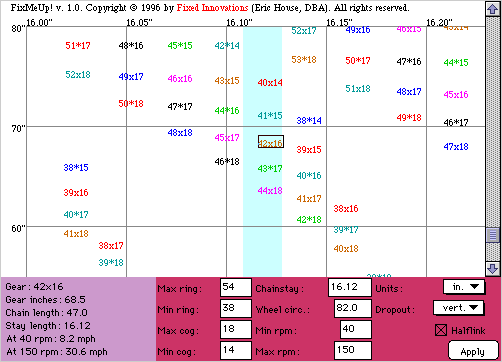 FixMeUp! v. 1.0. Copyright © 1996 by Fixed Innovations (Eric House, DBA). All rights reserved.
16.00" 16.05" 16.10" 16.15" 16.20"
80"
52x17 49x16 46x15 43x14
51*17 48*16 45*15 42*14
53*18 50*17 47*16 44*15
52x18 49x17 46x16 43x15 40x14
51x18 48x17 45x16
50*18 47*17 44*16 41*15 49*18 46*17
70" 38*14
48x18 45x17 42x16 39x15 47x18
46*18 43*17 40*16
38x15
39x16 44x18 41x17 38x16
40*17 42*18 39*17
60" 41x18 40x18
38x17
39*18
Gear: 42x16
Gear inches: 68.5
Chain length: 47.0
Stay length: 16.12
At 40 rpm: 8.2 mph
At 150 rpm: 30.6 mph
Max ring: 54 Chainstay: 16.12 Units: in.
Min ring: 38 Wheel circ.: 82.0 Dropout: vert.
Max cog: 18 Min rpm: 40 Halflink
Min cog: 14 Max rpm: 150 Apply